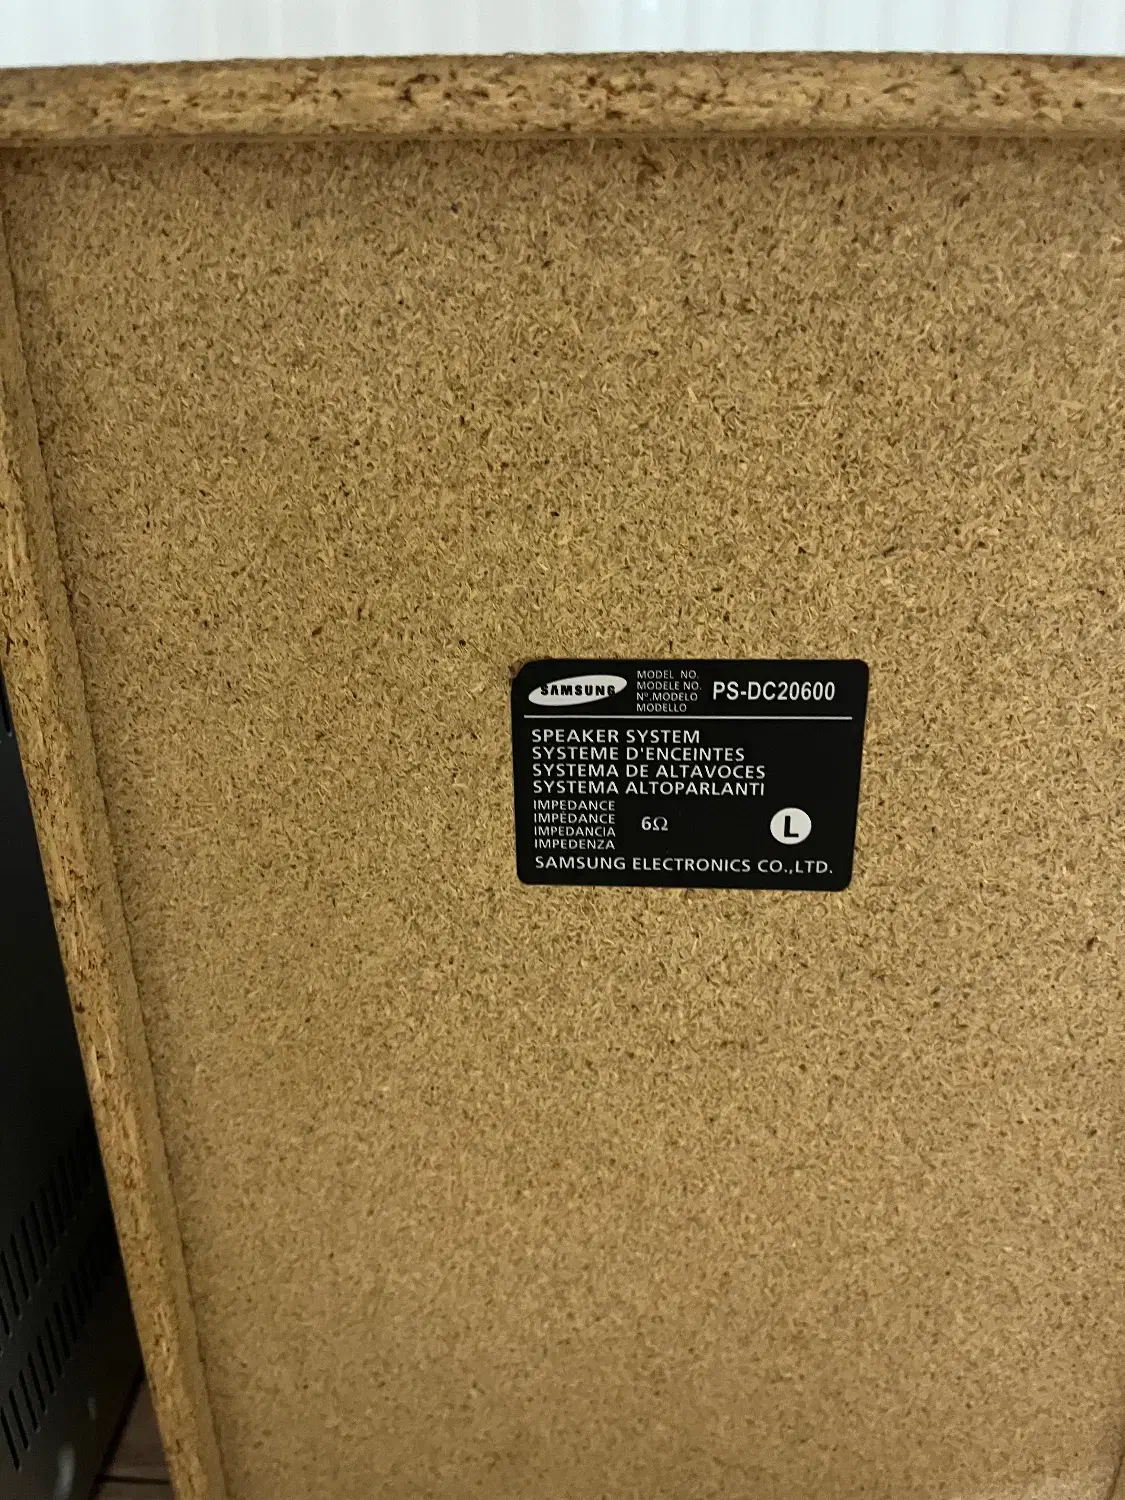 SAMSUNG
MODEL NO.
MODELE NO.
N°.MODELO
MODELLO
PS-DC20600
SPEAKER SYSTEM
SYSTEME D'ENCEINTES
SYSTEMA DE ALTAVOCES
SYSTEMA ALTOPARLANTI
IMPEDANCE
IMPÉDANCE
IMPEDANCIA
IMPEDENZA
6Ω
L
SAMSUNG ELECTRONICS CO.,LTD.